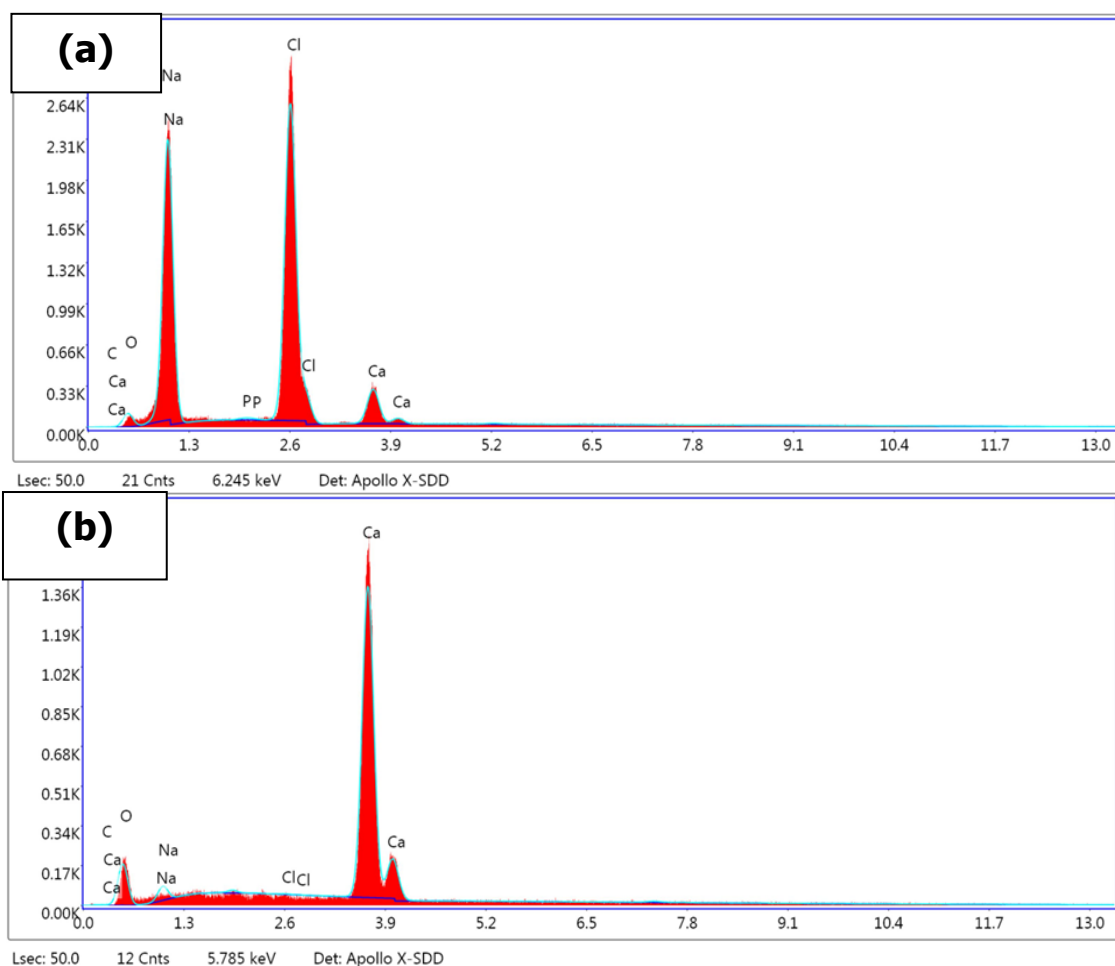 (a)
Na
Cl
2.64K
Na
2.31K
1.98K
1.65K
1.32K
0.99K
O
0.66K
C
Cl
Ca
Ca
0.33K
Ca
PP
Ca
0.00K
0.0 1.3 2.6 3.9 5.2 6.5 7.8 9.1 10.4 11.7 13.0
Lsec: 50.0 21 Cnts 6.245 keV Det: Apollo X-SDD
(b)
Ca
1.36K
1.19K
1.02K
0.85K
0.68K
0.51K
O
0.34K
C
Ca
Na
Ca
0.17K
Na
ClCl
Ca
0.00K
0.0 1.3 2.6 3.9 5.2 6.5 7.8 9.1 10.4 11.7 13.0
Lsec: 50.0 12 Cnts 5.785 keV Det: Apollo X-SDD